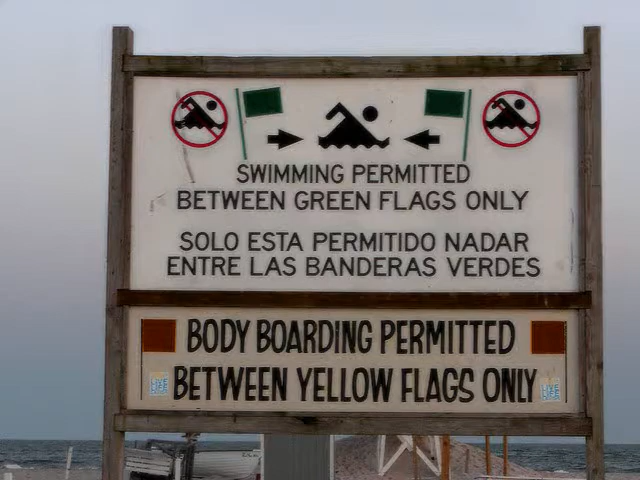 SWIMMING PERMITTED
BETWEEN GREEN FLAGS ONLY
SOLO ESTA PERMITIDO NADAR
ENTRE LAS BANDERAS VERDES
BODY BOARDING PERMITTED
BETWEEN YELLOW FLAGS ONLY